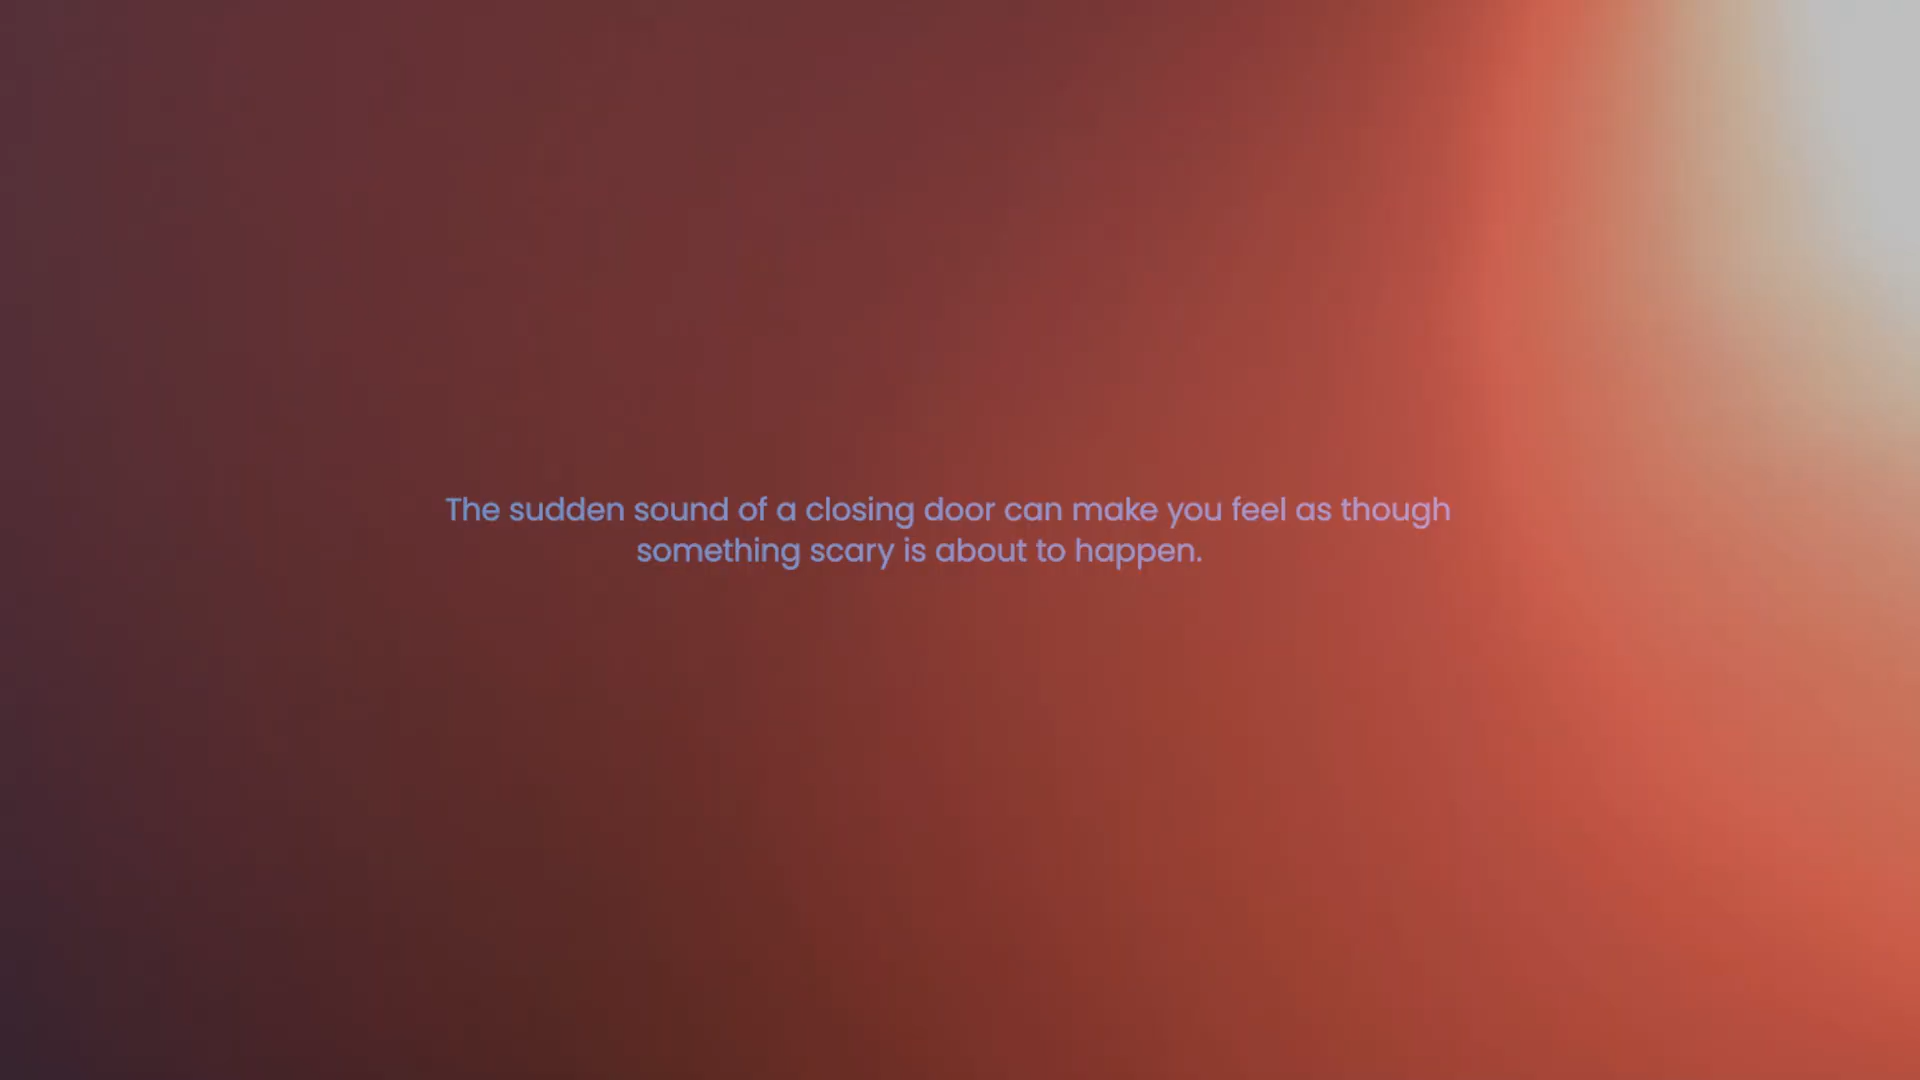 The sudden sound of a closing door can make you feel as though
something scary is about to happen.